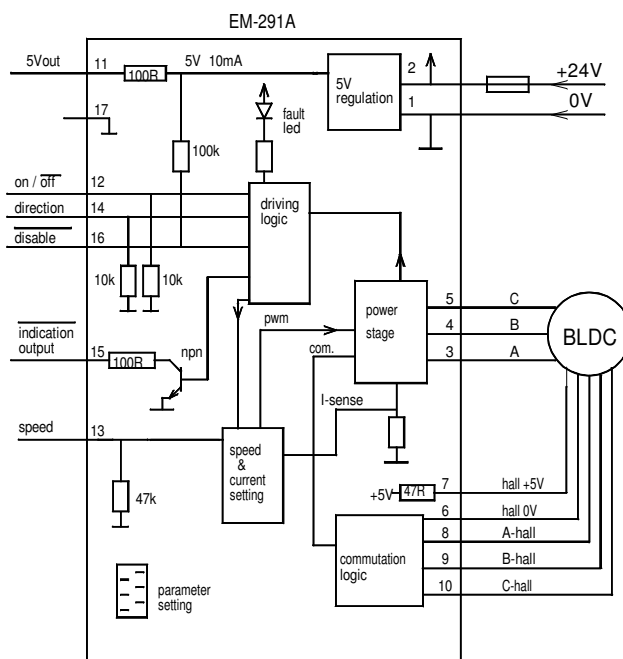 EM-291A
5Vout 11 100R 5V 10mA
5V
regulation
2
1
+24V
0V
17
fault
led
100k
on / off 12
direction 14
disable 16
driving
logic
10k
10k
indication
output
15 100R
npn
pwm
com.
power
stage
5 C
4 B
3 A
BLDC
I-sense
speed 13
speed
&
current
setting
47k
+5V 47R 7 hall +5V
6 hall 0V
8 A-hall
9 B-hall
10 C-hall
commutation
logic
parameter
setting